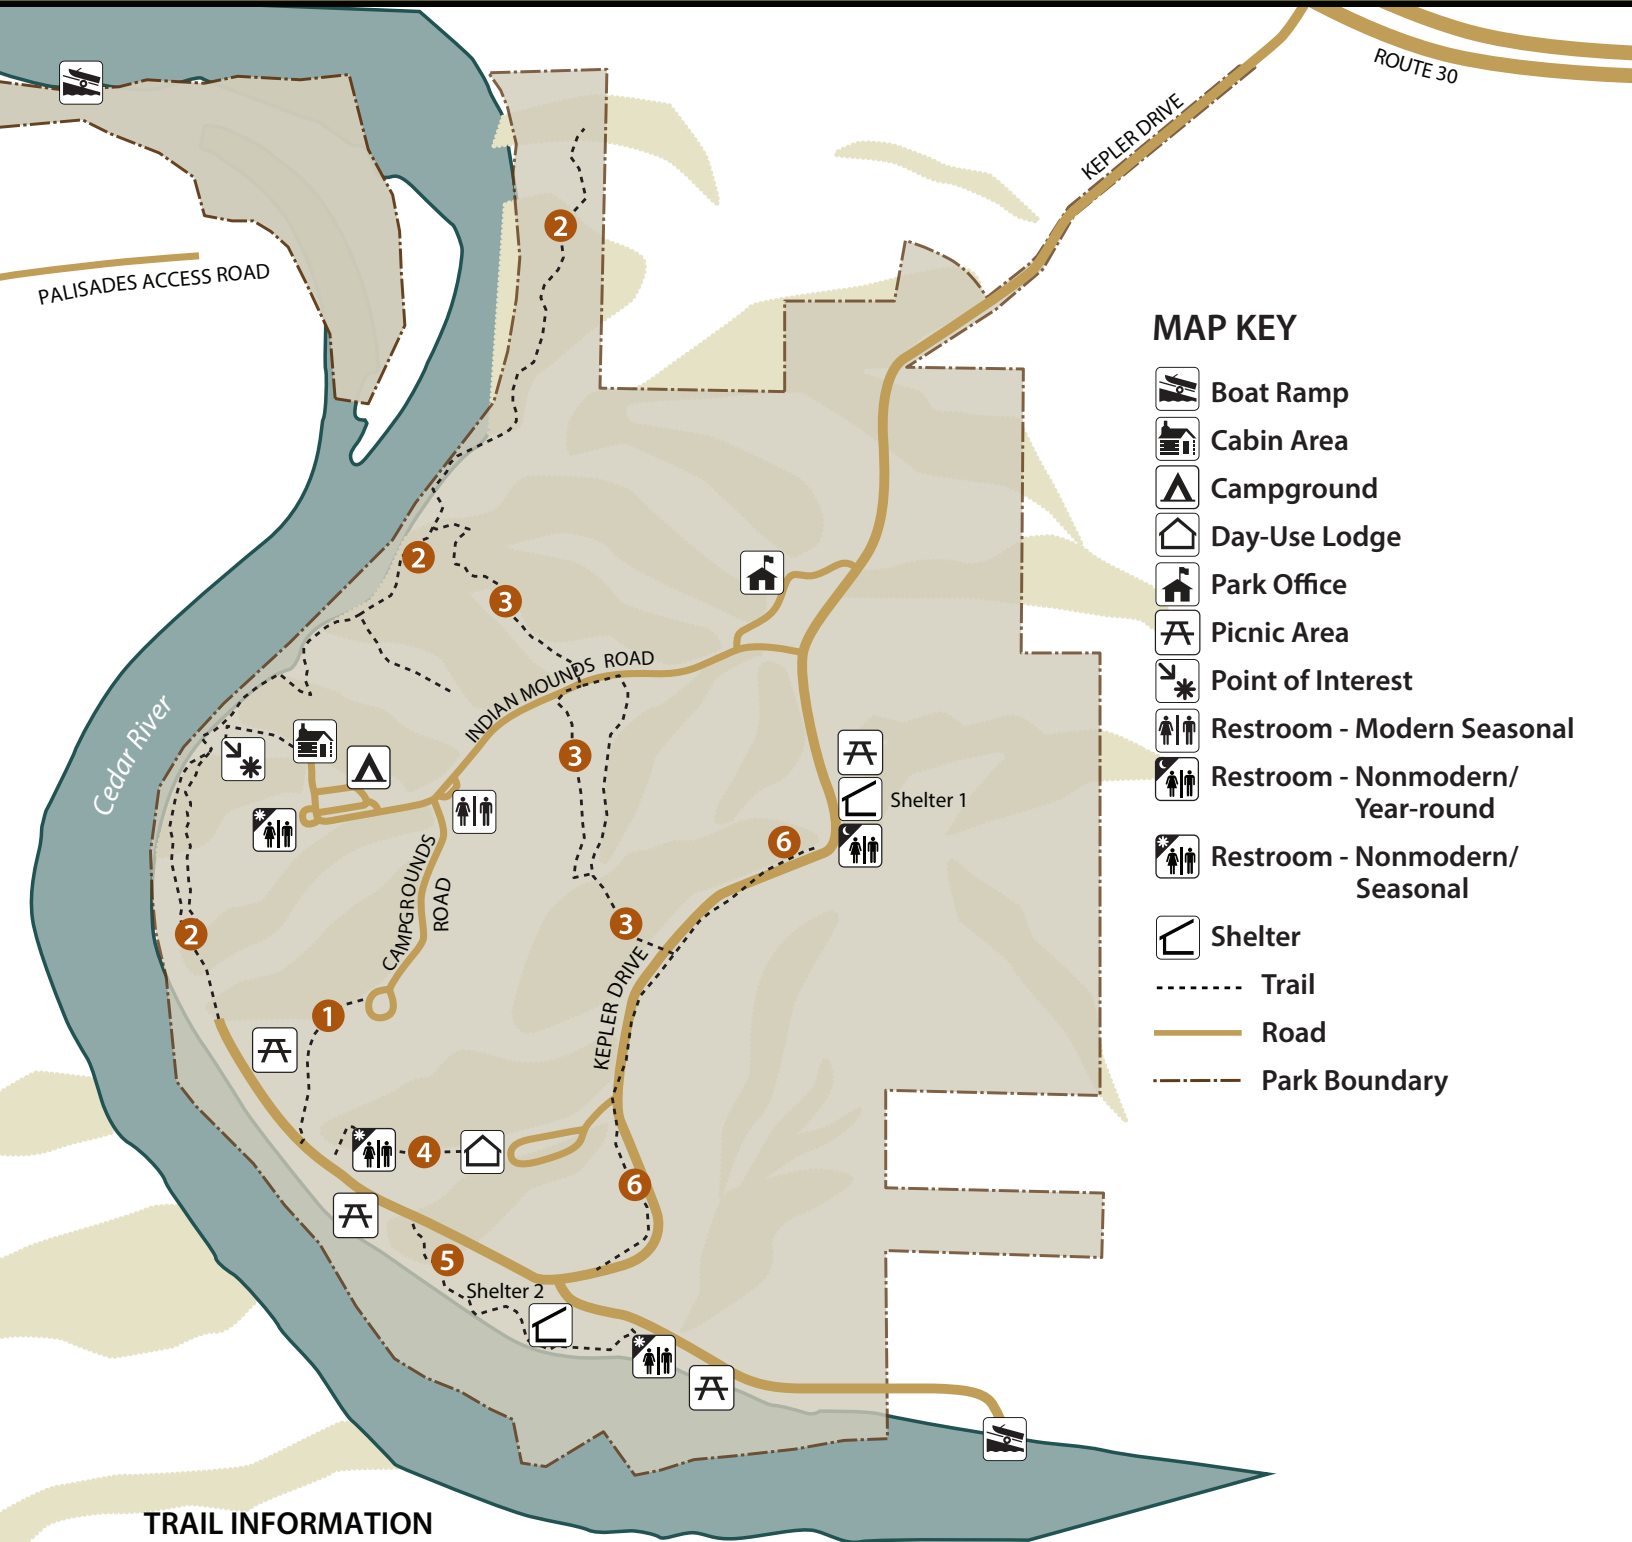 ROUTE 30
KEPLER DRIVE
2
PALISADES ACCESS ROAD
MAP KEY
Boat Ramp
Cabin Area
Campground
Day-Use Lodge
Park Office
Picnic Area
Point of Interest
Restroom - Modern Seasonal
Restroom - Nonmodern/
Year-round
Restroom - Nonmodern/
Seasonal
Shelter
Trail
Road
Park Boundary
2
3
INDIAN MOUNDS ROAD
Cedar River
3
Shelter 1
6
CAMPGROUNDS
ROAD
2
3
KEPLER DRIVE
1
4
6
5
Shelter 2
TRAIL INFORMATION